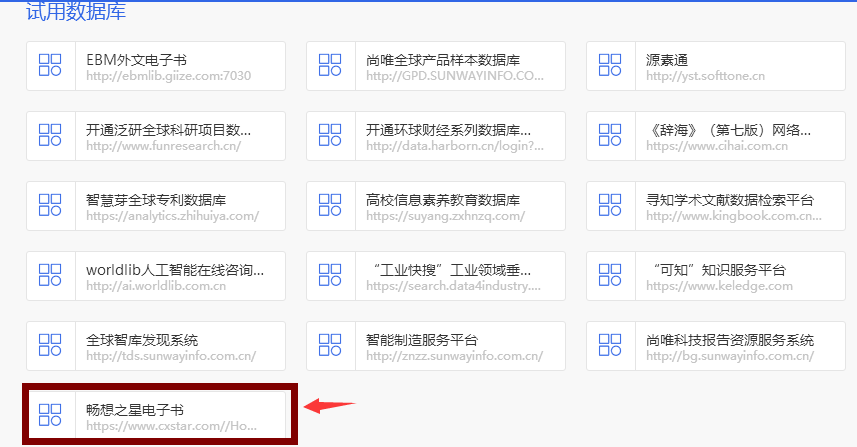 试用数据库
EBM外文电子书
http://ebmlib.giize.com:7030
尚唯全球产品样本数据库
http://GPD.SUNWAYINFO.CO...
源素通
http://yst.softtone.cn
开通泛研全球科研项目数...
http://www.funresearch.cn/
开通环球财经系列数据库...
http://data.harborn.cn/login?...
《辞海》（第七版）网络...
https://www.cihai.com.cn
智慧芽全球专利数据库
https://analytics.zhihuiya.com/
高校信息素养教育数据库
https://suyang.zxhnzq.com/
寻知学术文献数据检索平台
http://www.kingbook.com.cn...
worldlib人工智能在线咨询...
http://ai.worldlib.com.cn
“工业快搜”工业领域垂...
https://search.data4industry....
“可知”知识服务平台
https://www.keledge.com
全球智库发现系统
http://tds.sunwayinfo.com.cn/
智能制造服务平台
http://znzz.sunwayinfo.com.cn/
尚唯科技报告资源服务系统
http://bg.sunwayinfo.com.cn/
畅想之星电子书
https://www.cxstar.com//Ho...